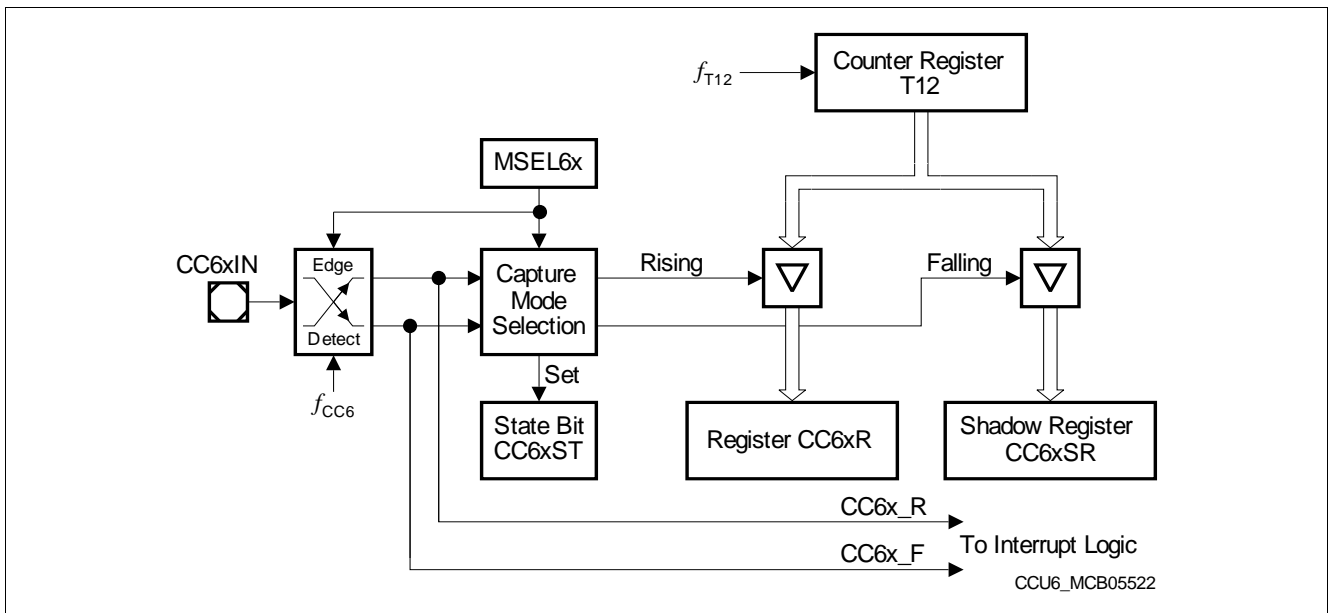 Counter Register
T12
fT12
MSEL6x
CC6xIN
Edge
Detect
Capture
Mode
Selection
Rising
Falling
fCC6
Set
State Bit
CC6xST
Register CC6xR
Shadow Register
CC6xSR
CC6x_R
To Interrupt Logic
CC6x_F
CCU6_MCB05522